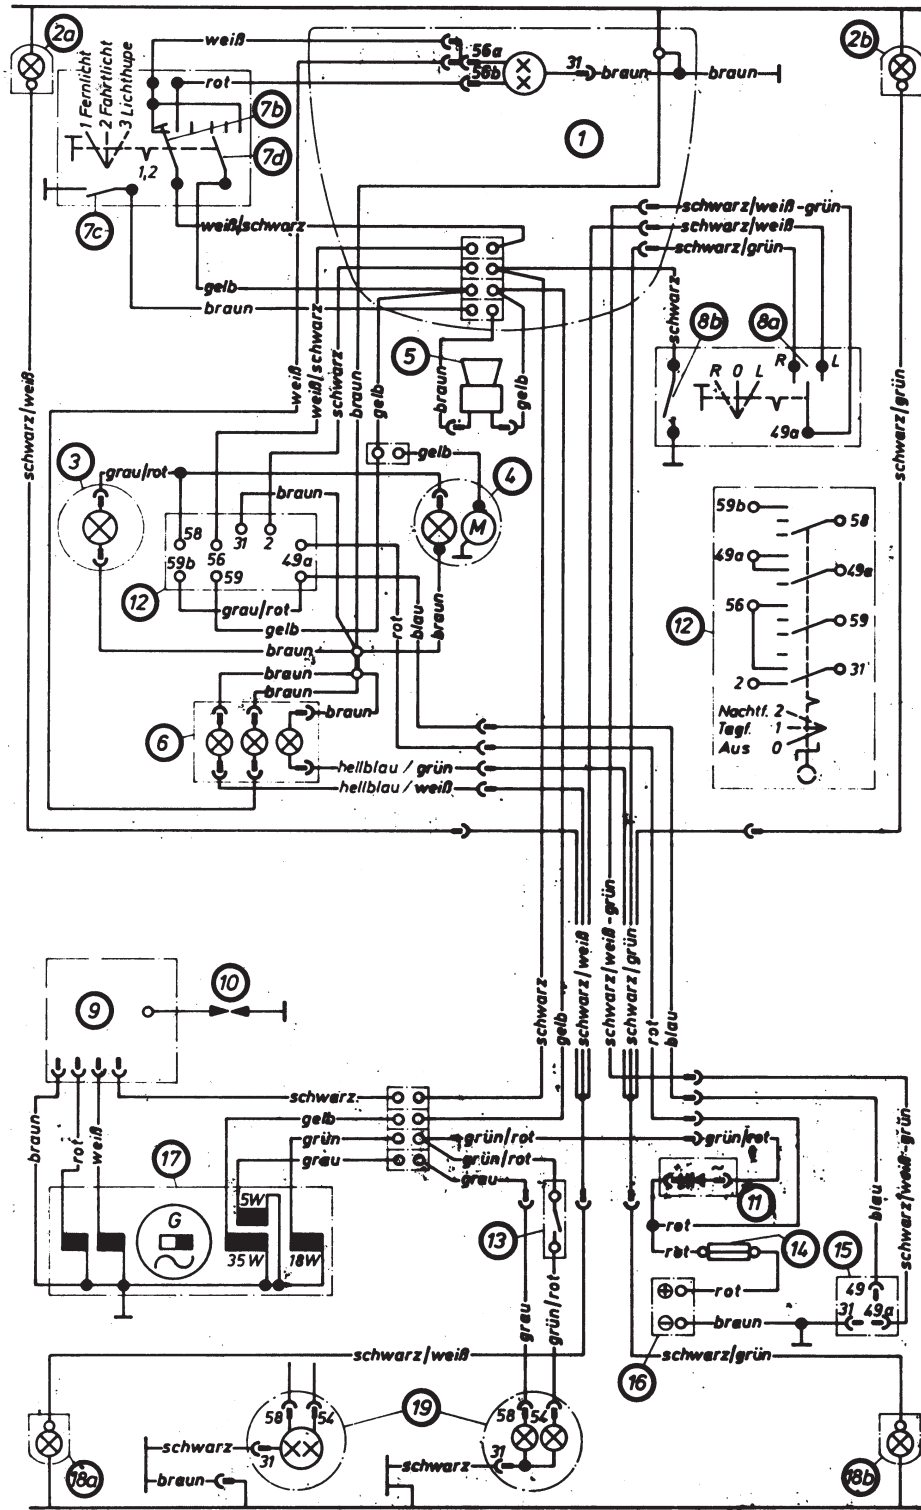 2a
weiß
56a
56b
31
braun
braun
2b
rot
1 Fernlicht
2 Fahrtlicht
3 Lichthupe
7b
7d
1
1,2
7c
schwarz/weiß-grün
schwarz/weiß
schwarz/grün
weiß/schwarz
gelb
braun
schwarz
8b
8a
R
L
R O L
49a
5
braun
gelb
weiß
weiß/schwarz
schwarz
braun
gelb
schwarz/weiß
schwarz/grün
3
grau/rot
gelb
4
braun
M
58
56
31
2
49a
59b
59
12
grau/rot
gelb
braun
rot
blau
braun
braun
braun
braun
6
hellblau / grün
hellblau / weiß
59b
58
49a
49a
56
59
12
2
31
Nachtf. 2
Tagf. 1
Aus 0
schwarz
gelb
schwarz/weiß
schwarz/weiß-grün
schwarz/grün
rot
blau
9
10
braun
rot
weiß
schwarz
gelb
grün
grau
grün/rot
grün/rot
grau
grün/rot
17
5W
G
35W
18W
13
~
11
rot
rot
14
15
blau
schwarz/weiß-grün
49
31
49a
rot
braun
16
grau
grün/rot
schwarz/weiß
schwarz/grün
58
54
19
58
54
31
31
schwarz
braun
schwarz
18a
18b